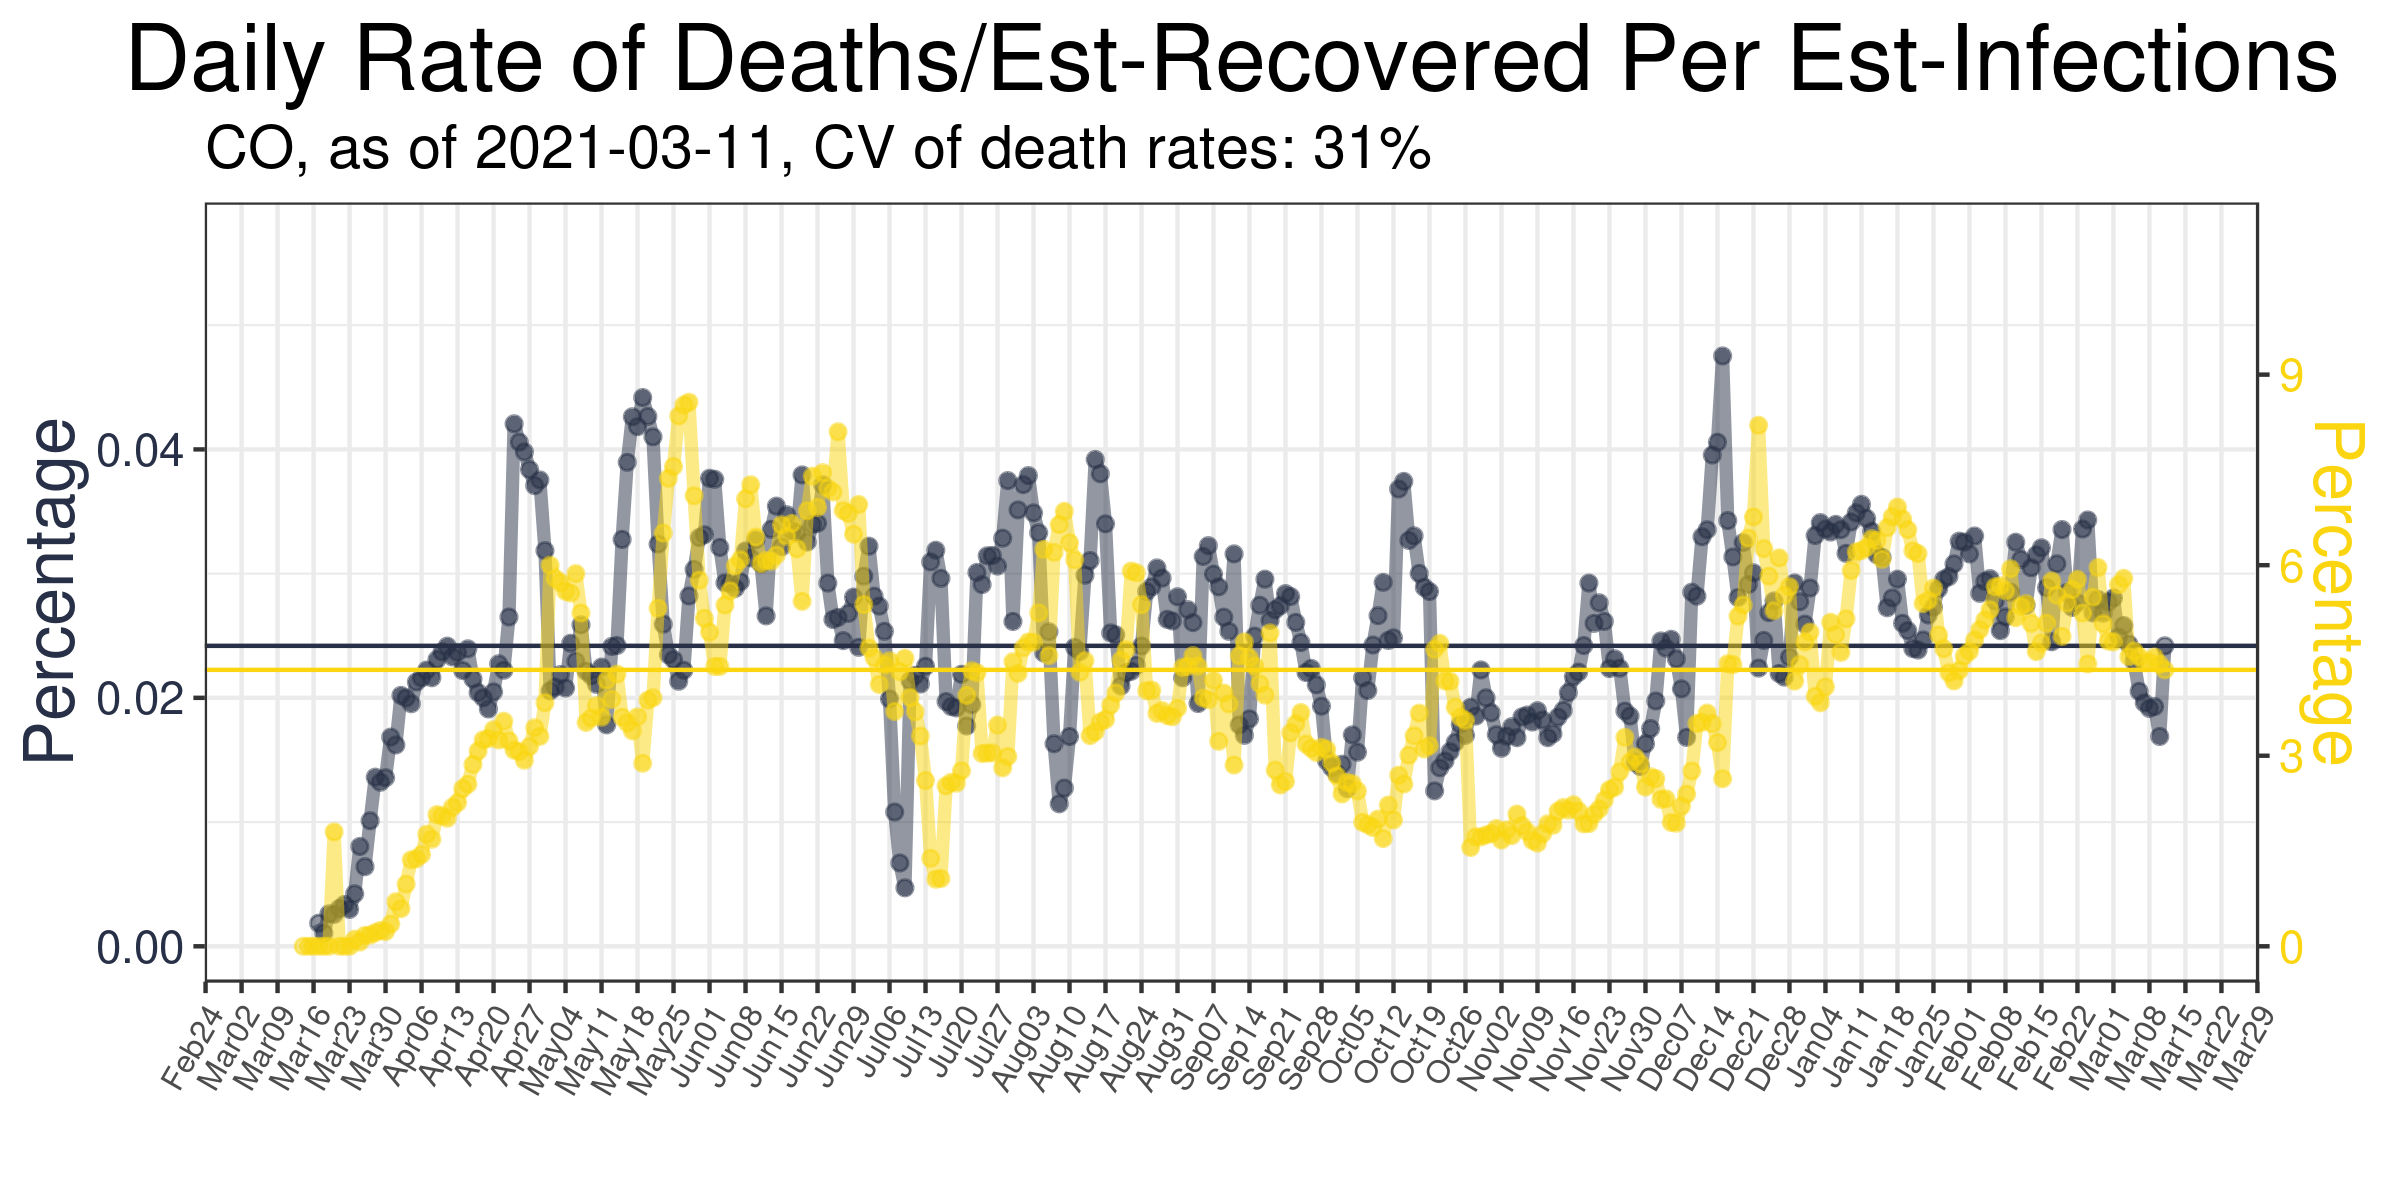 Daily Rate of Deaths/Est-Recovered Per Est-Infections
CO, as of 2021-03-11, CV of death rates: 31%
Percentage
0.04
0.02
0.00
9
6
3
0
Percentage
Feb24
Mar02
Mar09
Mar16
Mar23
Mar30
Apr06
Apr13
Apr20
Apr27
May04
May11
May18
May25
Jun01
Jun08
Jun15
Jun22
Jun29
Jul06
Jul13
Jul20
Jul27
Aug03
Aug10
Aug17
Aug24
Aug31
Sep07
Sep14
Sep21
Sep28
Oct05
Oct12
Oct19
Oct26
Nov02
Nov09
Nov16
Nov23
Nov30
Dec07
Dec14
Dec21
Dec28
Jan04
Jan11
Jan18
Jan25
Feb01
Feb08
Feb15
Feb22
Mar01
Mar08
Mar15
Mar22
Mar29